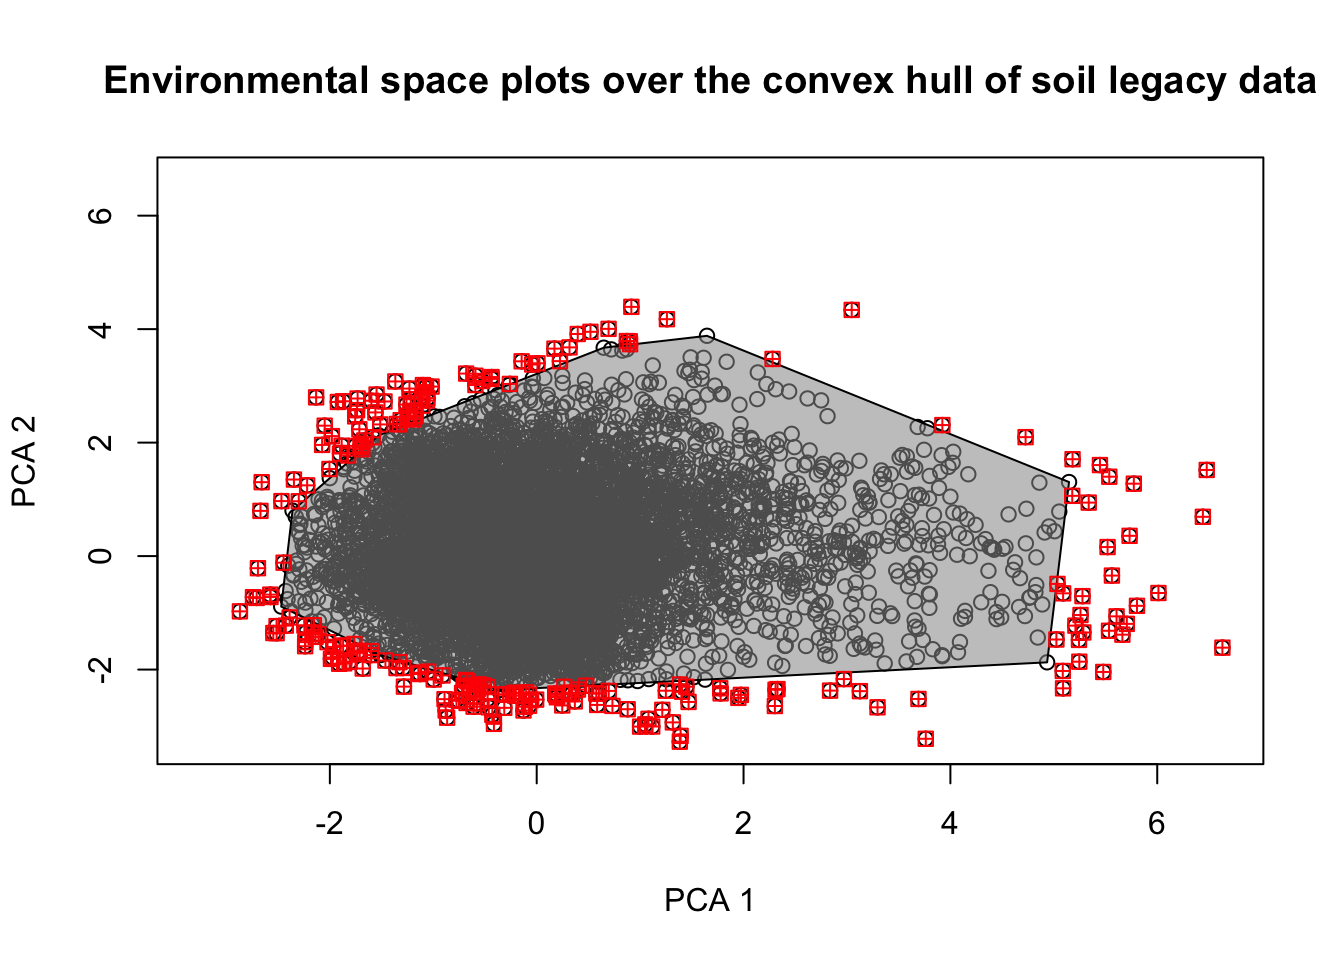 Environmental space plots over the convex hull of soil legacy data
6
4
2
0
-2
PCA 2
-2 0 2 4 6
PCA 1